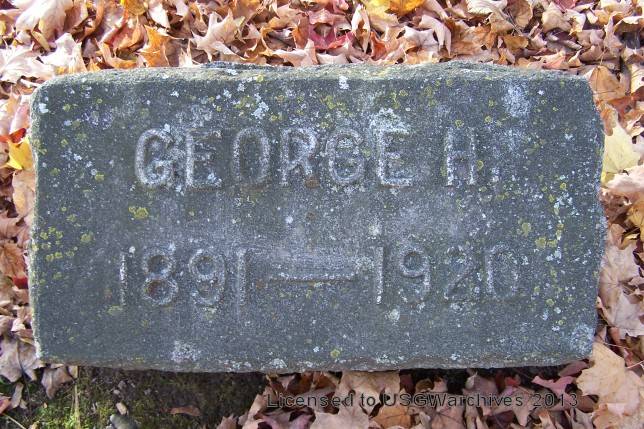 GEORGE H.
1891—1920
Licensed to USGWarchives 2013